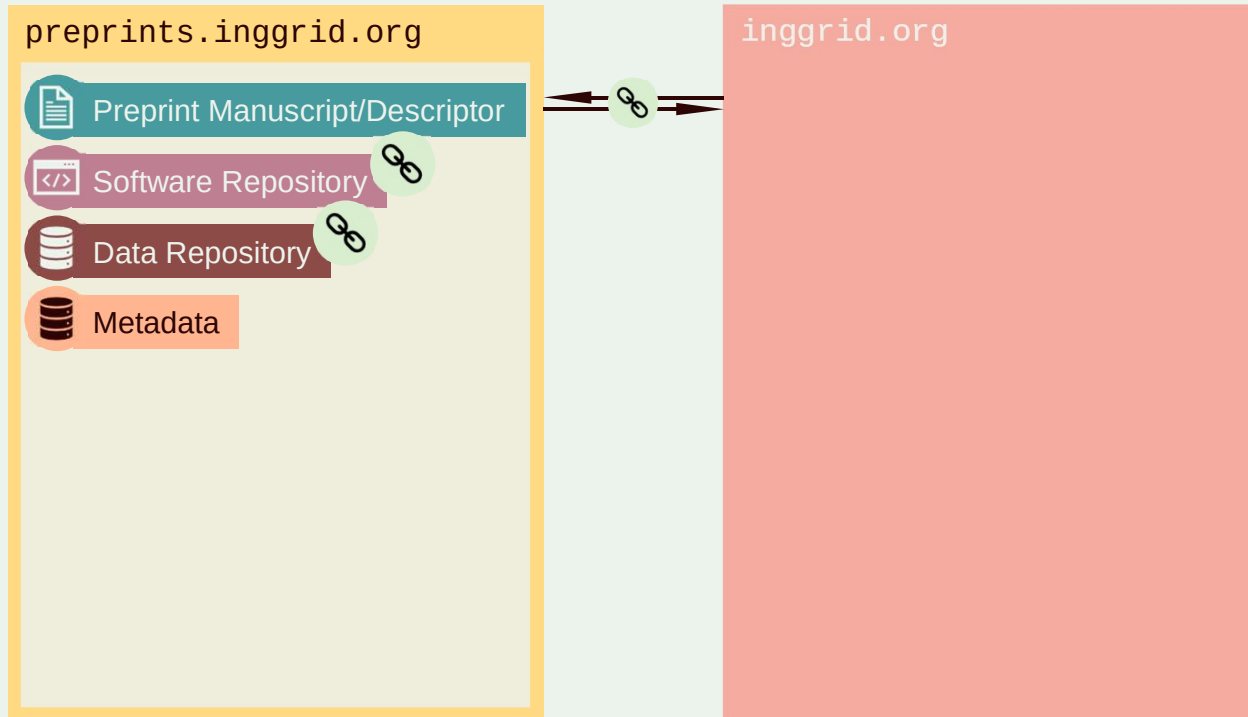 preprints.inggrid.org
inggrid.org
Preprint Manuscript/Descriptor
</>
Software Repository
Data Repository
Metadata